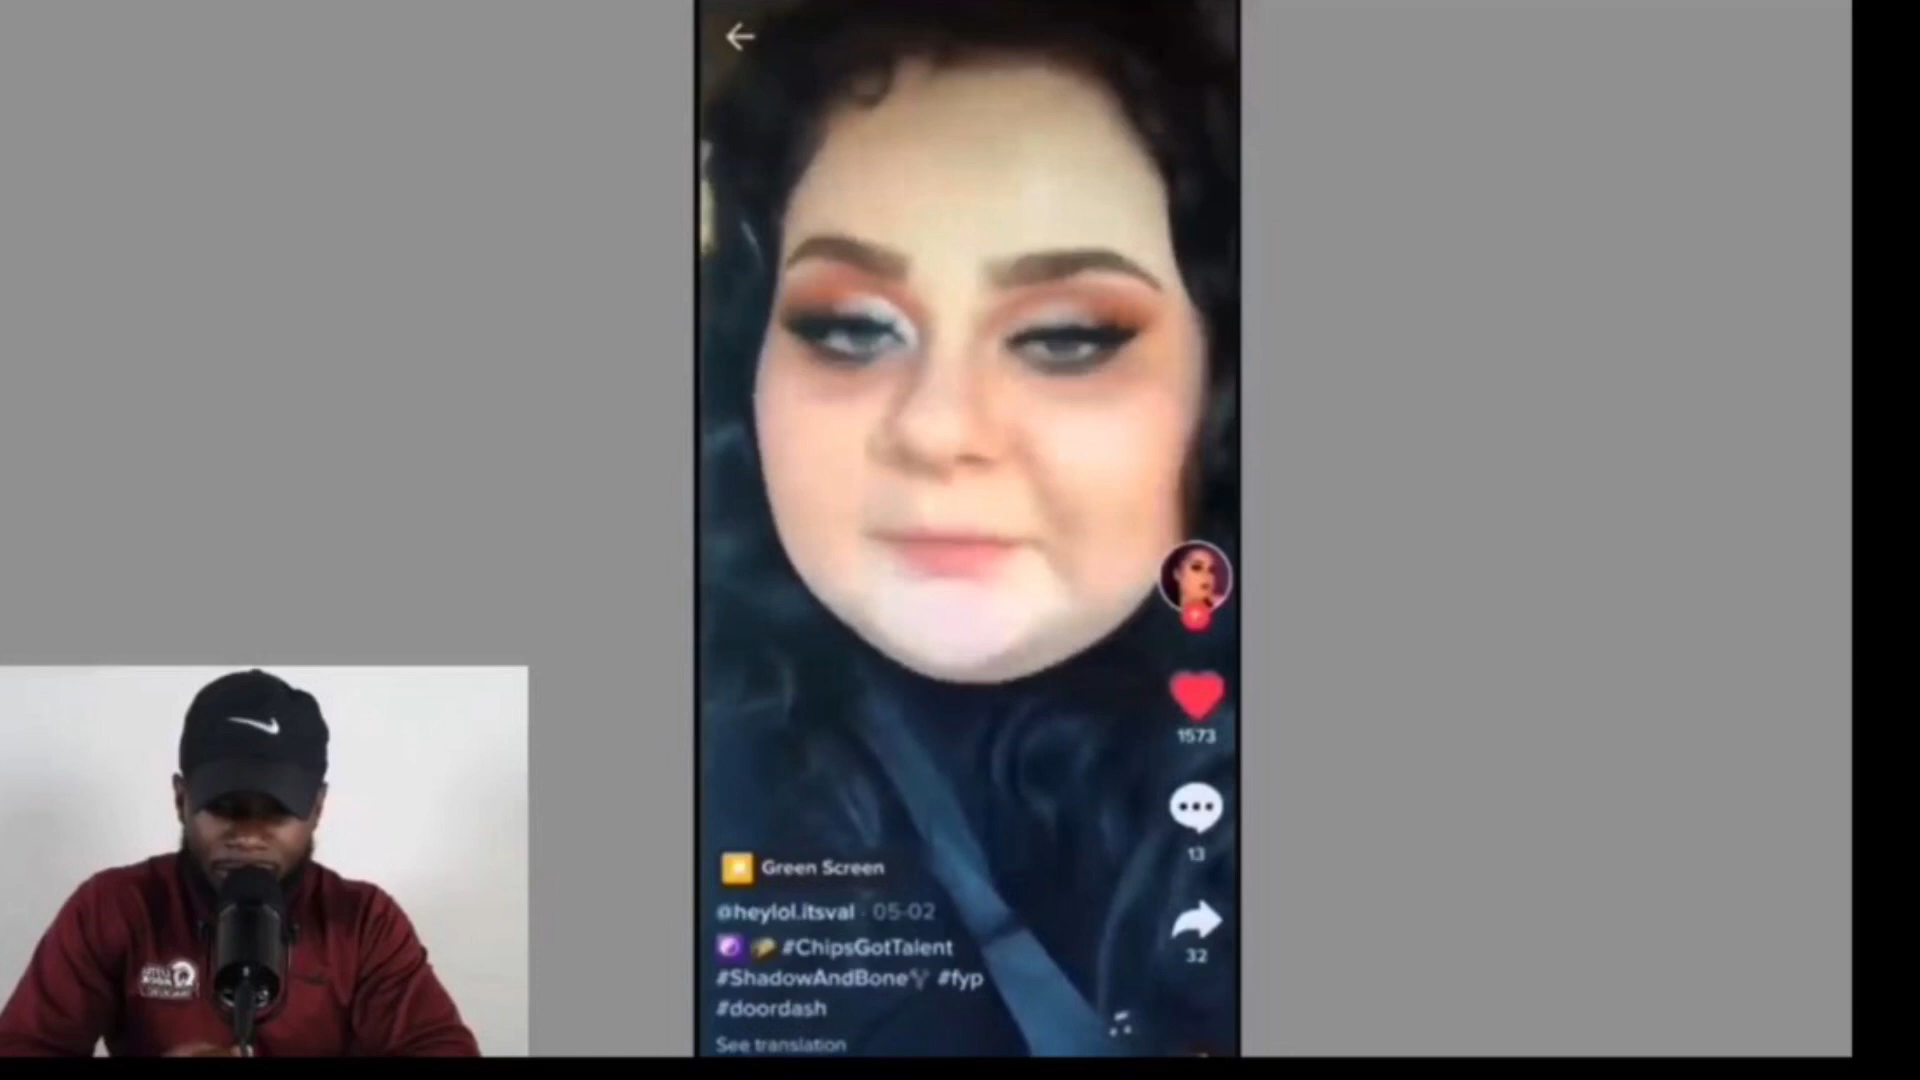 1573
13
32
Green Screen
@heylol.itsval · 05-02
#ChipsGotTalent
#ShadowAndBone #fyp
#doordash
See translation